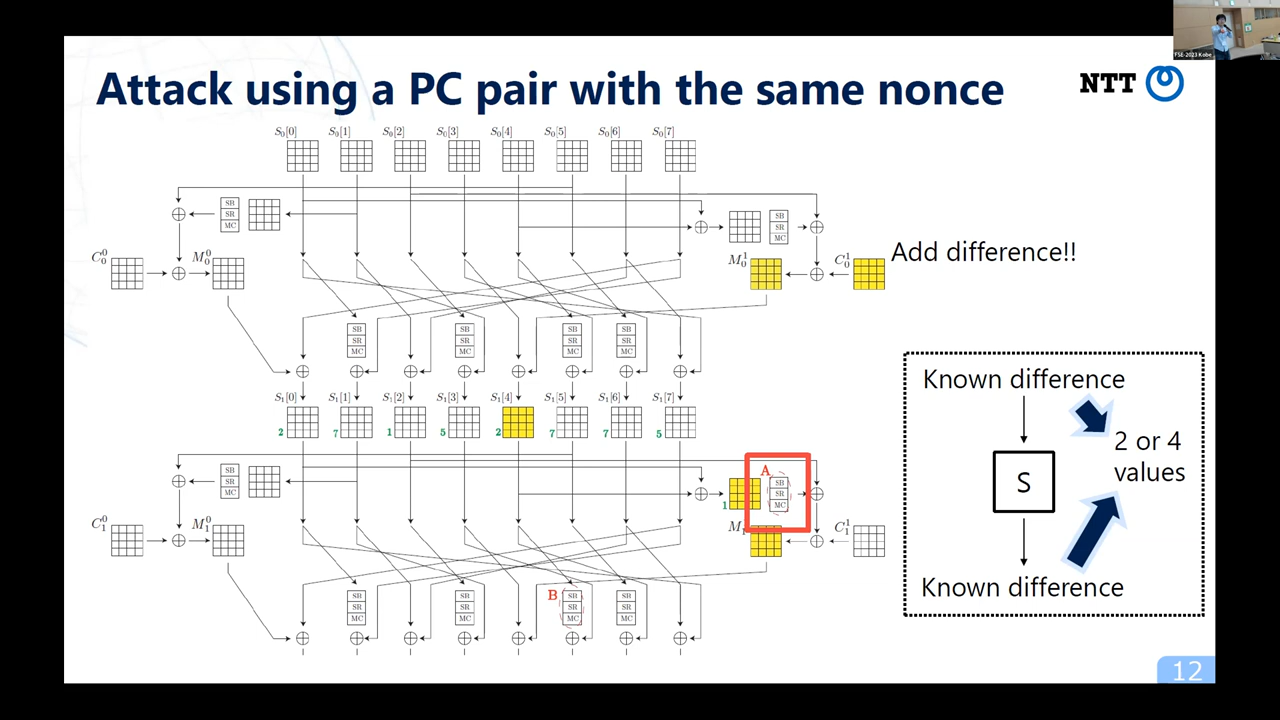 Attack using a PC pair with the same nonce
NTT
FSE-2023 Kobe
S₀[0] S₀[1] S₀[2] S₀[3] S₀[4] S₀[5] S₀[6] S₀[7]
SB
SR
MC
SB
SR
MC
C₀⁰ M₀⁰ M₀¹ C₀¹
Add difference!!
SB SB SB SB
SR SR SR SR
MC MC MC MC
S₁[0] S₁[1] S₁[2] S₁[3] S₁[4] S₁[5] S₁[6] S₁[7]
2 7 1 5 2 7 7 5
SB
SR
MC
A
SB
SR
MC
1
C₁⁰ M₁⁰ M₁ C₁¹
B
SB SB SB SB
SR SR SR SR
MC MC MC MC
Known difference
S
2 or 4
values
Known difference
12